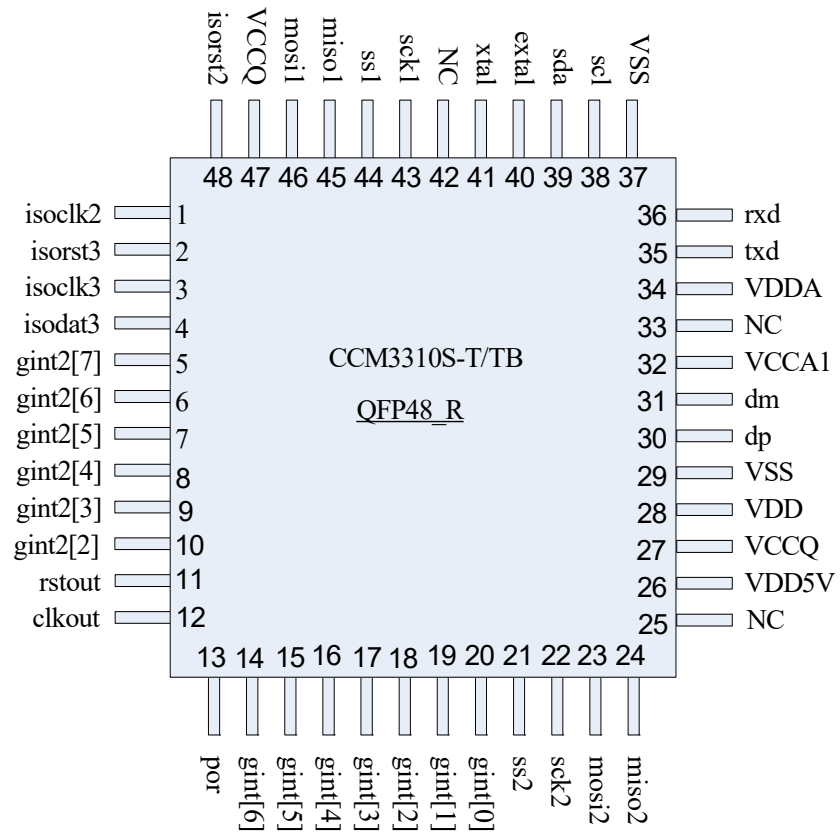 isorst2 VCCQ mosi1 miso1 ss1 sck1 NC xtal extal sda scl VSS
48 47 46 45 44 43 42 41 40 39 38 37
isoclk2 1 36 rxd
isorst3 2 35 txd
isoclk3 3 34 VDDA
isodat3 4 33 NC
gint2[7] 5 CCM3310S-T/TB 32 VCCA1
gint2[6] 6 QFP48_R 31 dm
gint2[5] 7 30 dp
gint2[4] 8 29 VSS
gint2[3] 9 28 VDD
gint2[2] 10 27 VCCQ
rstout 11 26 VDD5V
clkout 12 25 NC
13 14 15 16 17 18 19 20 21 22 23 24
por gint[6] gint[5] gint[4] gint[3] gint[2] gint[1] gint[0] ss2 sck2 mosi2 miso2